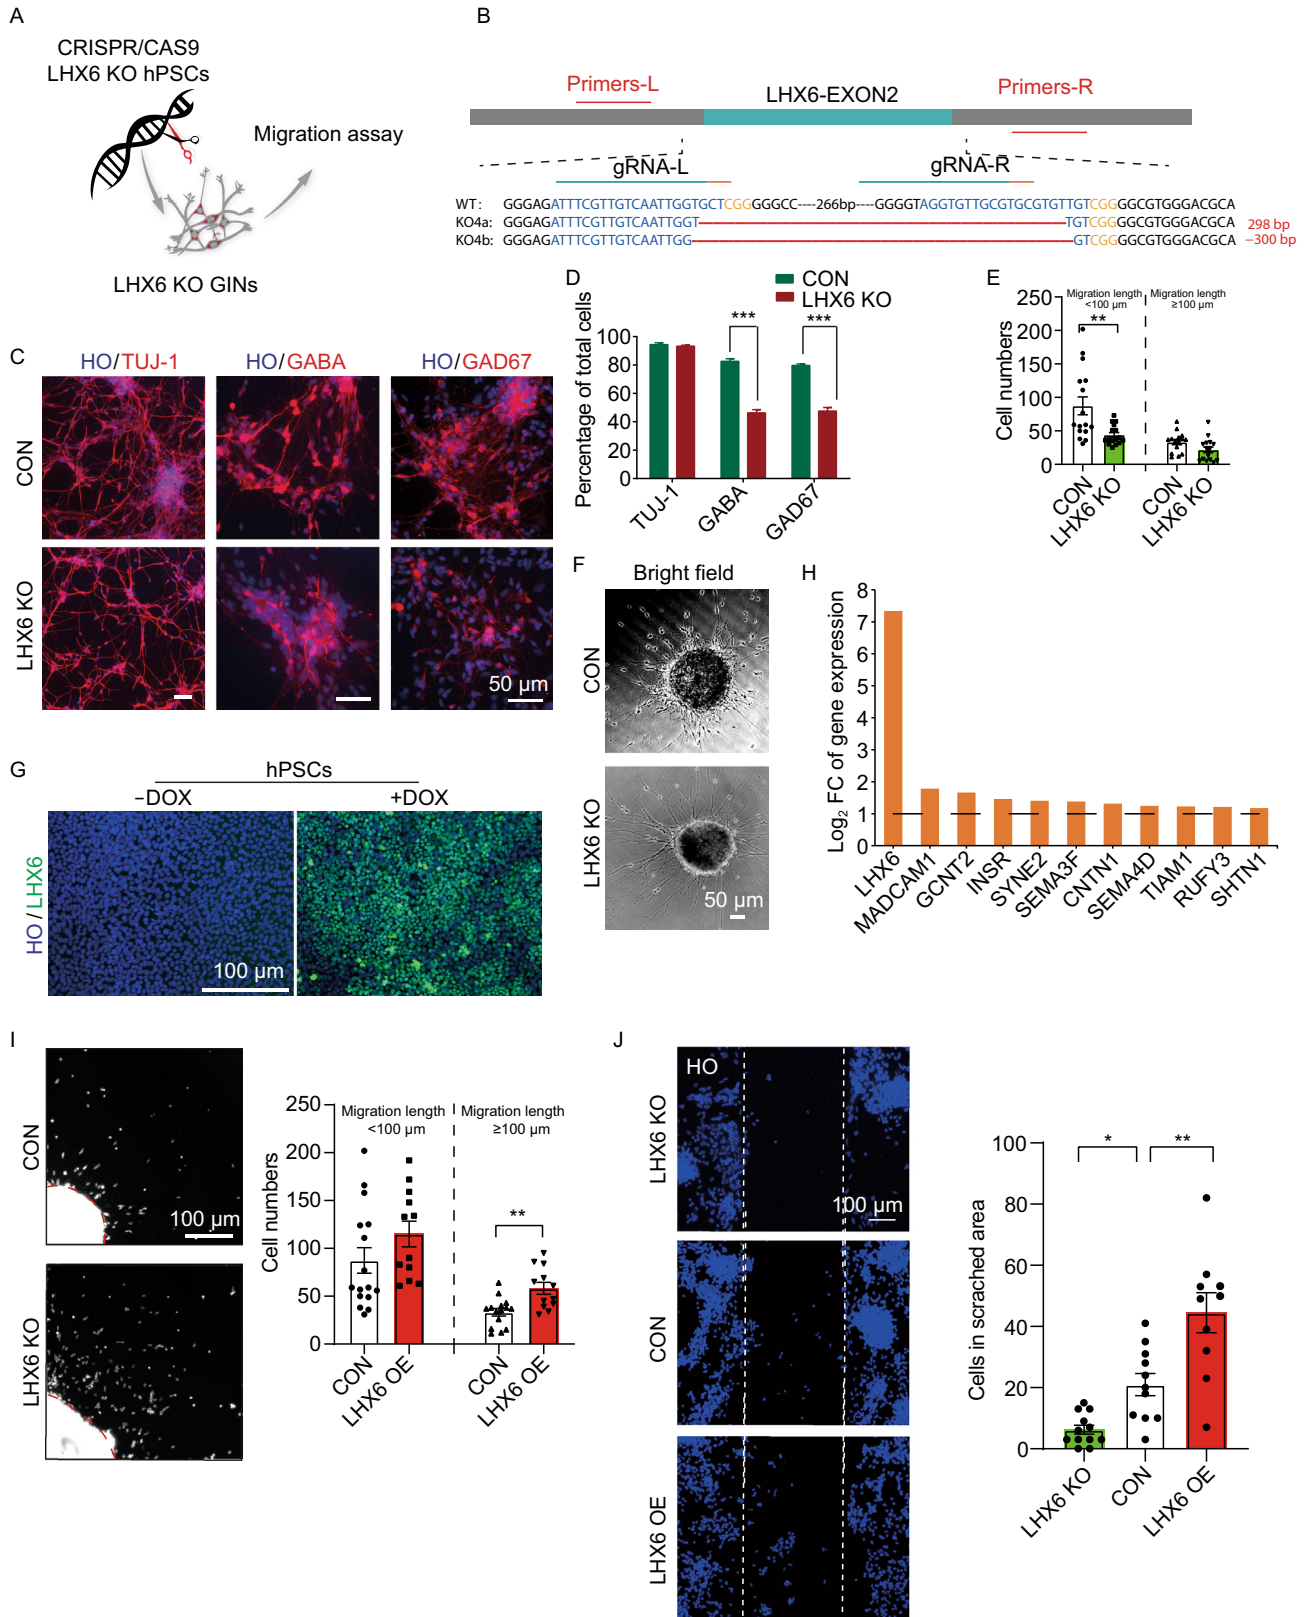 A
CRISPR/CAS9
LHX6 KO hPSCs
Migration assay
LHX6 KO GINs
B
Primers-L
LHX6-EXON2
Primers-R
gRNA-L
gRNA-R
WT: GGGAGATTTCGTTGTCAATTGGTGCTCGGGGGCC----266bp----GGGGTAGGTGTTGCGTGCGTGTTGTCGGGGCGTGGGACGCA
KO4a: GGGAGATTTCGTTGTCAATTGGT TGTCGGGGCGTGGGACGCA 298 bp
KO4b: GGGAGATTTCGTTGTCAATTGG GTCGGGGCGTGGGACGCA −300 bp
C
HO/TUJ-1
HO/GABA
HO/GAD67
CON
LHX6 KO
50 µm
D
CON
LHX6 KO
Percentage of total cells
100
80
60
40
20
0
***
***
TUJ-1
GABA
GAD67
E
Migration length
<100 µm
Migration length
≥100 µm
Cell numbers
250
200
150
100
50
0
**
CON
LHX6 KO
CON
LHX6 KO
F
Bright field
CON
LHX6 KO
50 µm
G
hPSCs
−DOX
+DOX
HO / LHX6
100 µm
H
Log2 FC of gene expression
8
7
6
5
4
3
2
1
0
LHX6
MADCAM1
GCNT2
INSR
SYNE2
SEMA3F
CNTN1
SEMA4D
TIAM1
RUFY3
SHTN1
I
CON
100 µm
LHX6 KO
Cell numbers
250
200
150
100
50
0
Migration length
<100 µm
Migration length
≥100 µm
**
CON
LHX6 OE
CON
LHX6 OE
J
HO
LHX6 KO
100 µm
CON
LHX6 OE
Cells in scrached area
100
80
60
40
20
0
*
**
LHX6 KO
CON
LHX6 OE